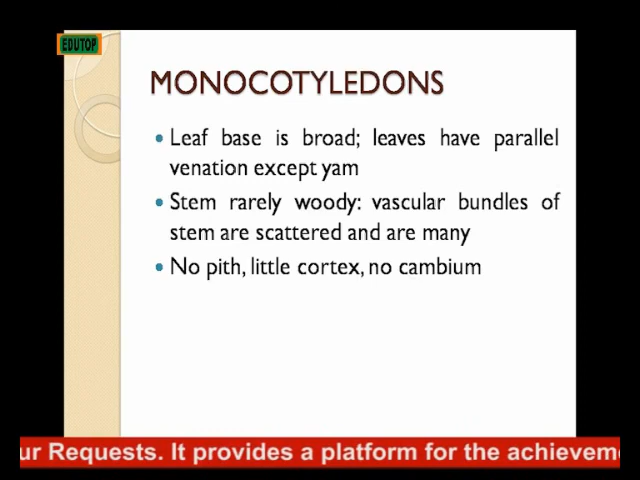 EDUTOP
MONOCOTYLEDONS
• Leaf base is broad; leaves have parallel
venation except yam
• Stem rarely woody: vascular bundles of
stem are scattered and are many
• No pith, little cortex, no cambium
ur Requests. It provides a platform for the achievem